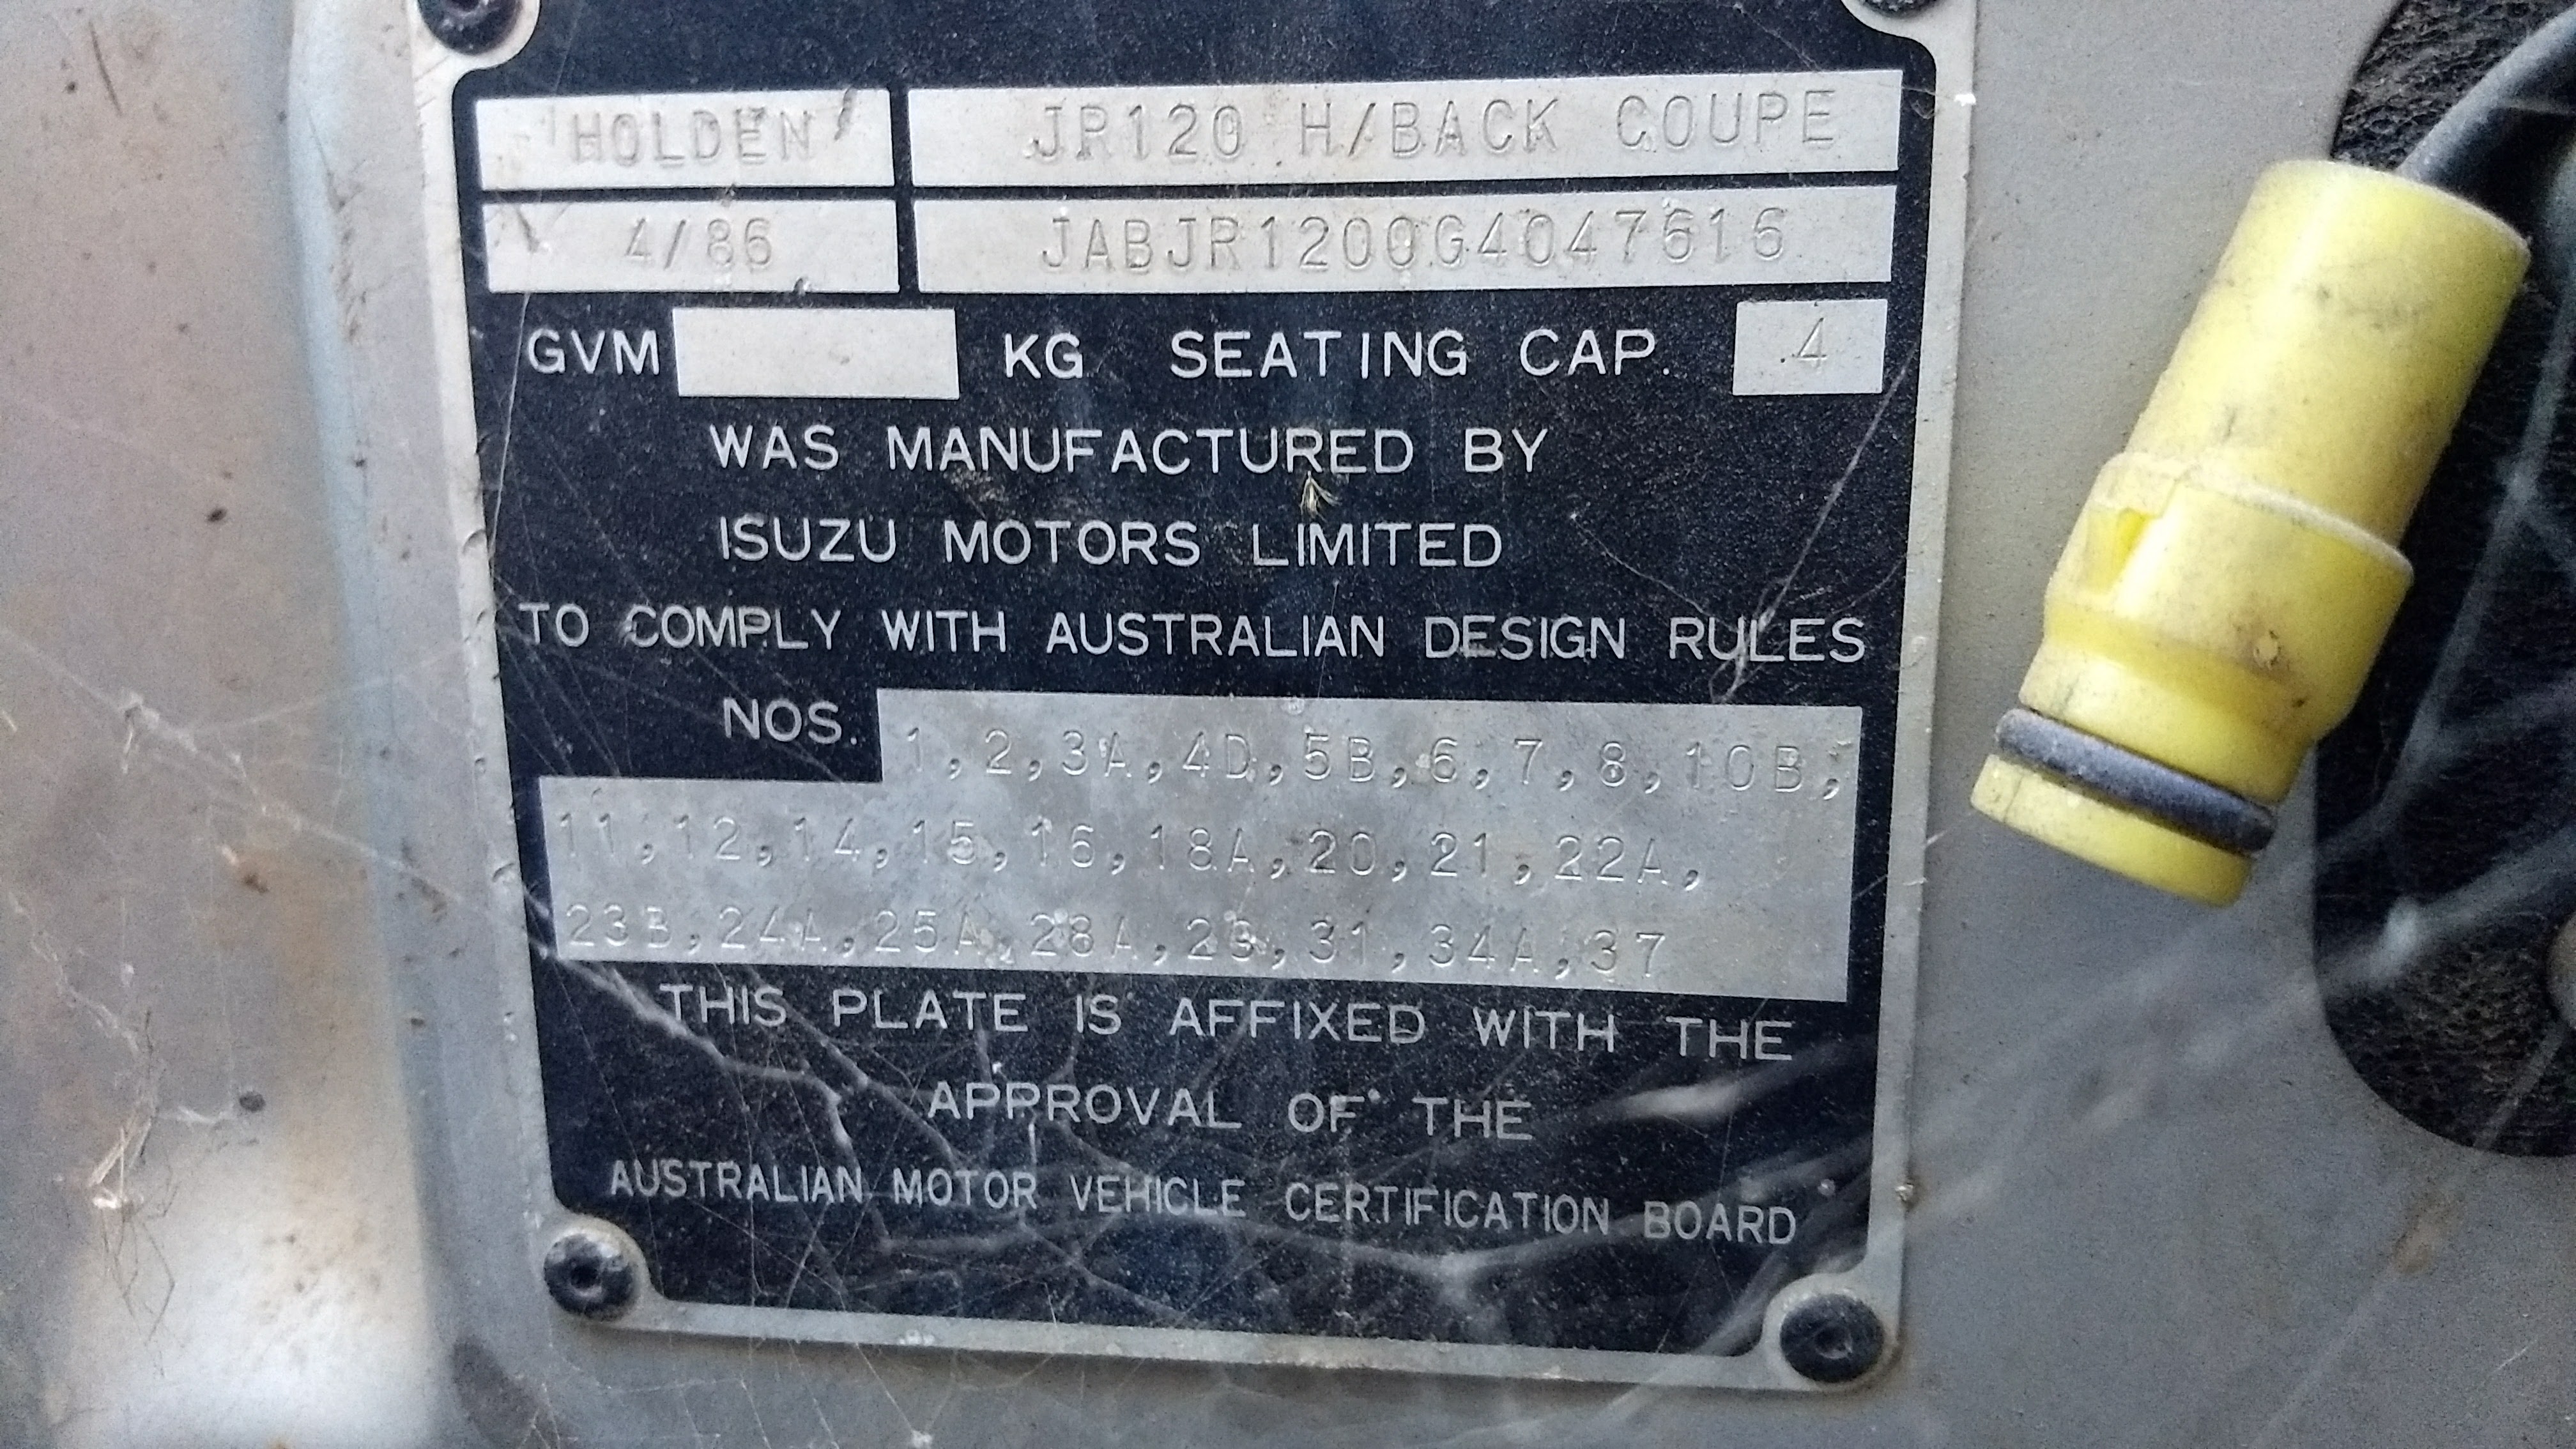 HOLDEN JR120 H/BACK COUPE
4/86 JABJR1200G4047616
GVM KG SEATING CAP. 4
WAS MANUFACTURED BY
ISUZU MOTORS LIMITED
TO COMPLY WITH AUSTRALIAN DESIGN RULES
NOS. 1,2,3A,4D,5B,6,7,8,10B,
11,12,14,15,16,18A,20,21,22A,
23B,24A,25A,28A,29,31,34A,37
THIS PLATE IS AFFIXED WITH THE
APPROVAL OF THE
AUSTRALIAN MOTOR VEHICLE CERTIFICATION BOARD